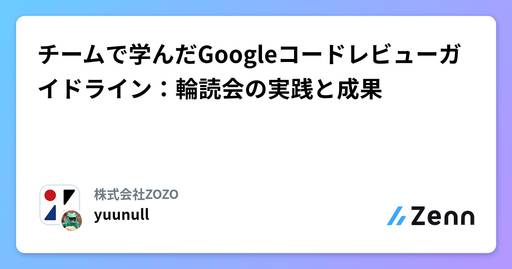 チームで学んだGoogleコードレビューガ
イドライン：輪読会の実践と成果
株式会社ZOZO
yuunull
Zenn